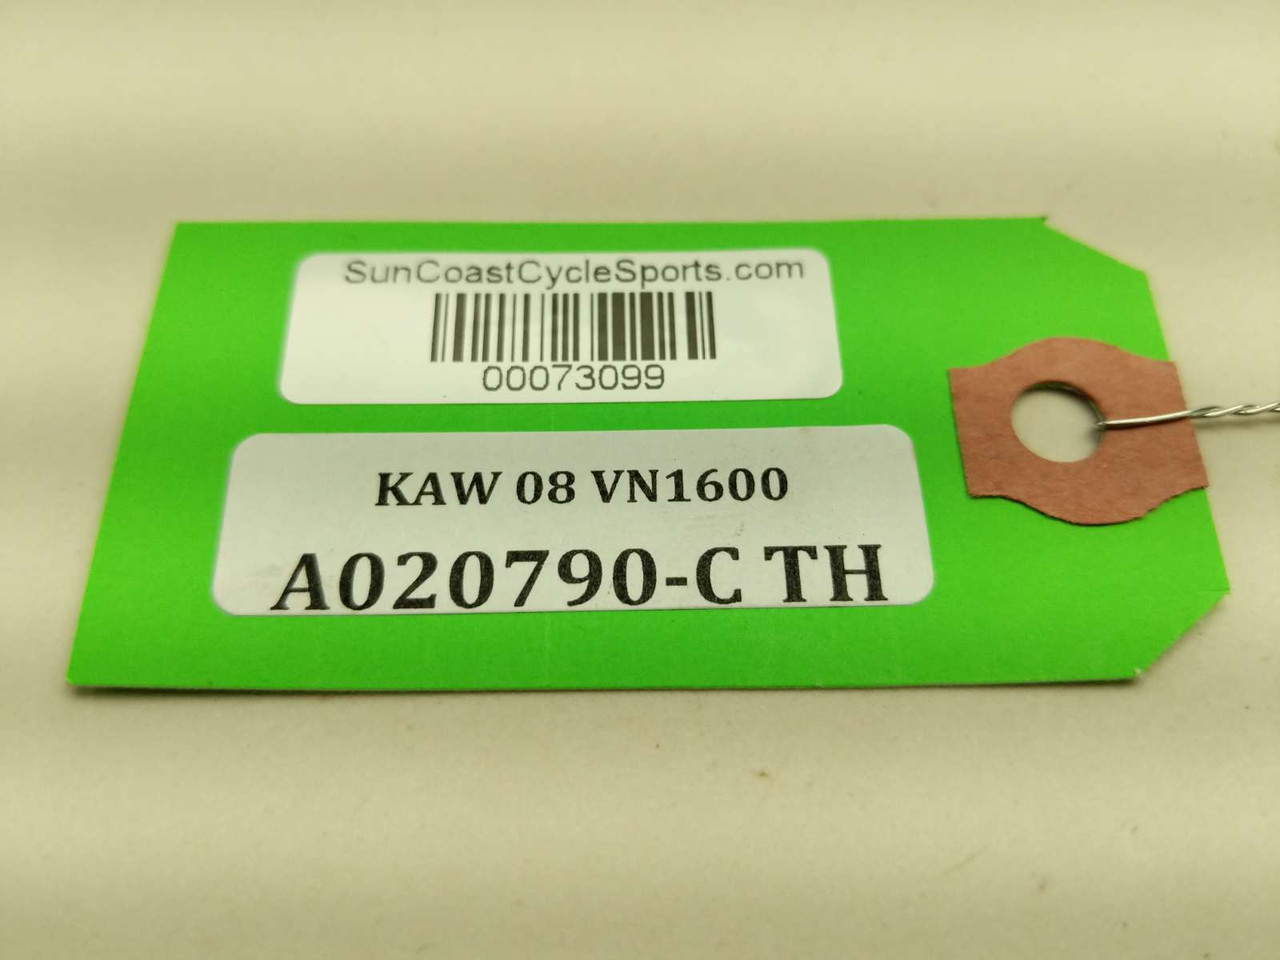 SunCoastCycleSports.com
00073099
KAW 08 VN1600
A020790-C TH